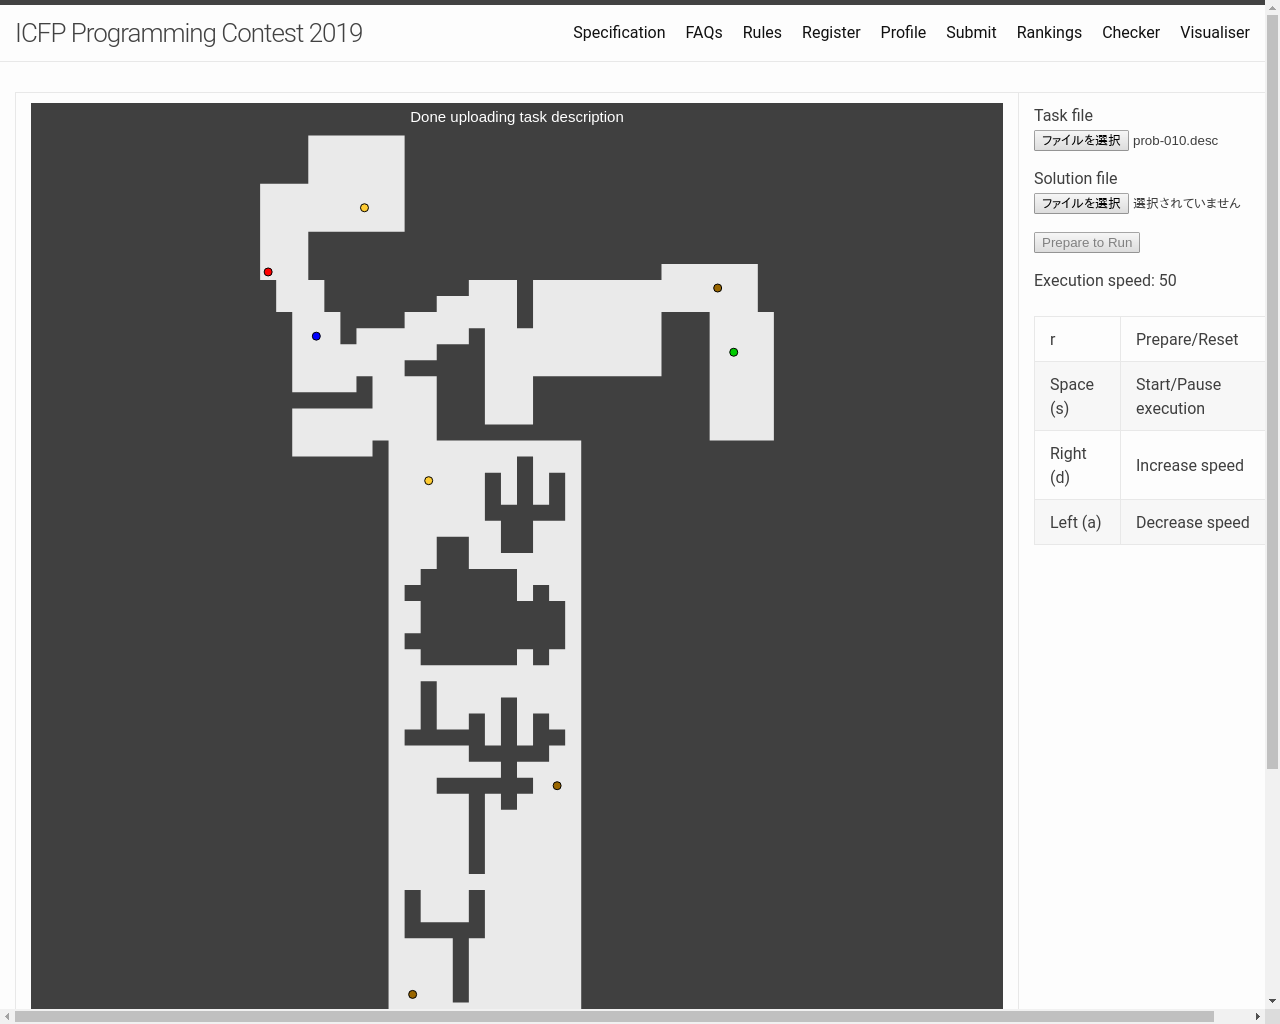 ICFP Programming Contest 2019
Specification FAQs Rules Register Profile Submit Rankings Checker Visualiser
Done uploading task description
Task file
ファイルを選択 prob-010.desc
Solution file
ファイルを選択 選択されていません
Prepare to Run
Execution speed: 50
r Prepare/Reset
Space Start/Pause
(s) execution
Right Increase speed
(d)
Left (a) Decrease speed